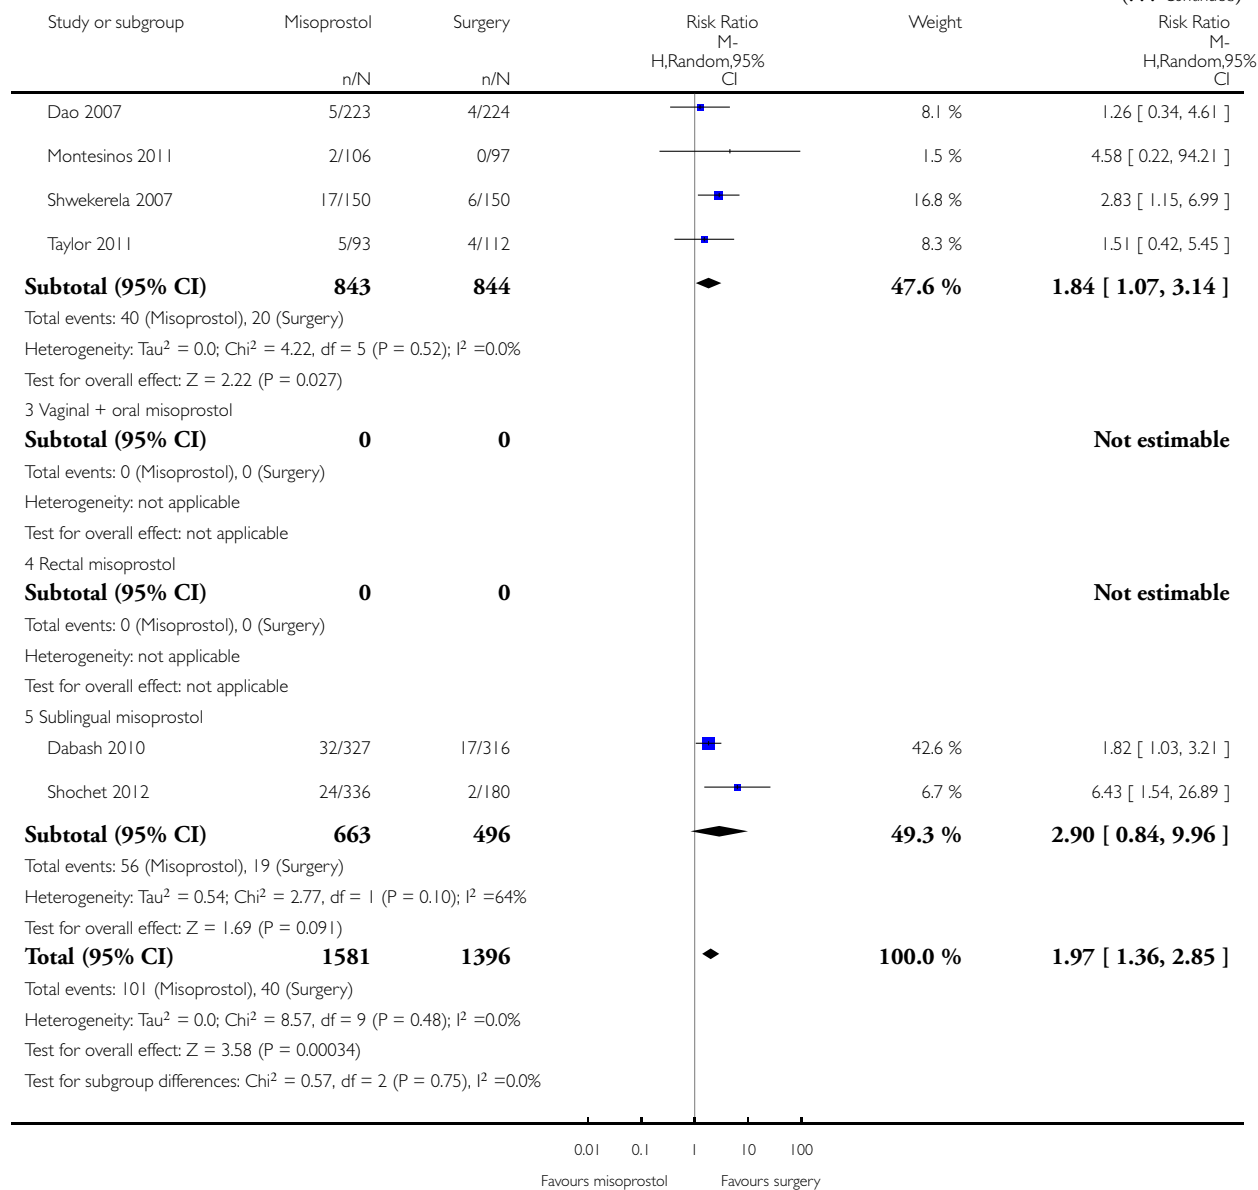 Study or subgroup Misoprostol Surgery Risk Ratio Weight Risk Ratio
M- M-
H,Random,95% H,Random,95%
n/N n/N CI CI
Dao 2007 5/223 4/224 8.1 % 1.26 [ 0.34, 4.61 ]
Montesinos 2011 2/106 0/97 1.5 % 4.58 [ 0.22, 94.21 ]
Shwekerela 2007 17/150 6/150 16.8 % 2.83 [ 1.15, 6.99 ]
Taylor 2011 5/93 4/112 8.3 % 1.51 [ 0.42, 5.45 ]
Subtotal (95% CI) 843 844 47.6 % 1.84 [ 1.07, 3.14 ]
Total events: 40 (Misoprostol), 20 (Surgery)
Heterogeneity: Tau² = 0.0; Chi² = 4.22, df = 5 (P = 0.52); I² =0.0%
Test for overall effect: Z = 2.22 (P = 0.027)
3 Vaginal + oral misoprostol
Subtotal (95% CI) 0 0 Not estimable
Total events: 0 (Misoprostol), 0 (Surgery)
Heterogeneity: not applicable
Test for overall effect: not applicable
4 Rectal misoprostol
Subtotal (95% CI) 0 0 Not estimable
Total events: 0 (Misoprostol), 0 (Surgery)
Heterogeneity: not applicable
Test for overall effect: not applicable
5 Sublingual misoprostol
Dabash 2010 32/327 17/316 42.6 % 1.82 [ 1.03, 3.21 ]
Shochet 2012 24/336 2/180 6.7 % 6.43 [ 1.54, 26.89 ]
Subtotal (95% CI) 663 496 49.3 % 2.90 [ 0.84, 9.96 ]
Total events: 56 (Misoprostol), 19 (Surgery)
Heterogeneity: Tau² = 0.54; Chi² = 2.77, df = 1 (P = 0.10); I² =64%
Test for overall effect: Z = 1.69 (P = 0.091)
Total (95% CI) 1581 1396 100.0 % 1.97 [ 1.36, 2.85 ]
Total events: 101 (Misoprostol), 40 (Surgery)
Heterogeneity: Tau² = 0.0; Chi² = 8.57, df = 9 (P = 0.48); I² =0.0%
Test for overall effect: Z = 3.58 (P = 0.00034)
Test for subgroup differences: Chi² = 0.57, df = 2 (P = 0.75), I² =0.0%
0.01 0.1 1 10 100
Favours misoprostol Favours surgery